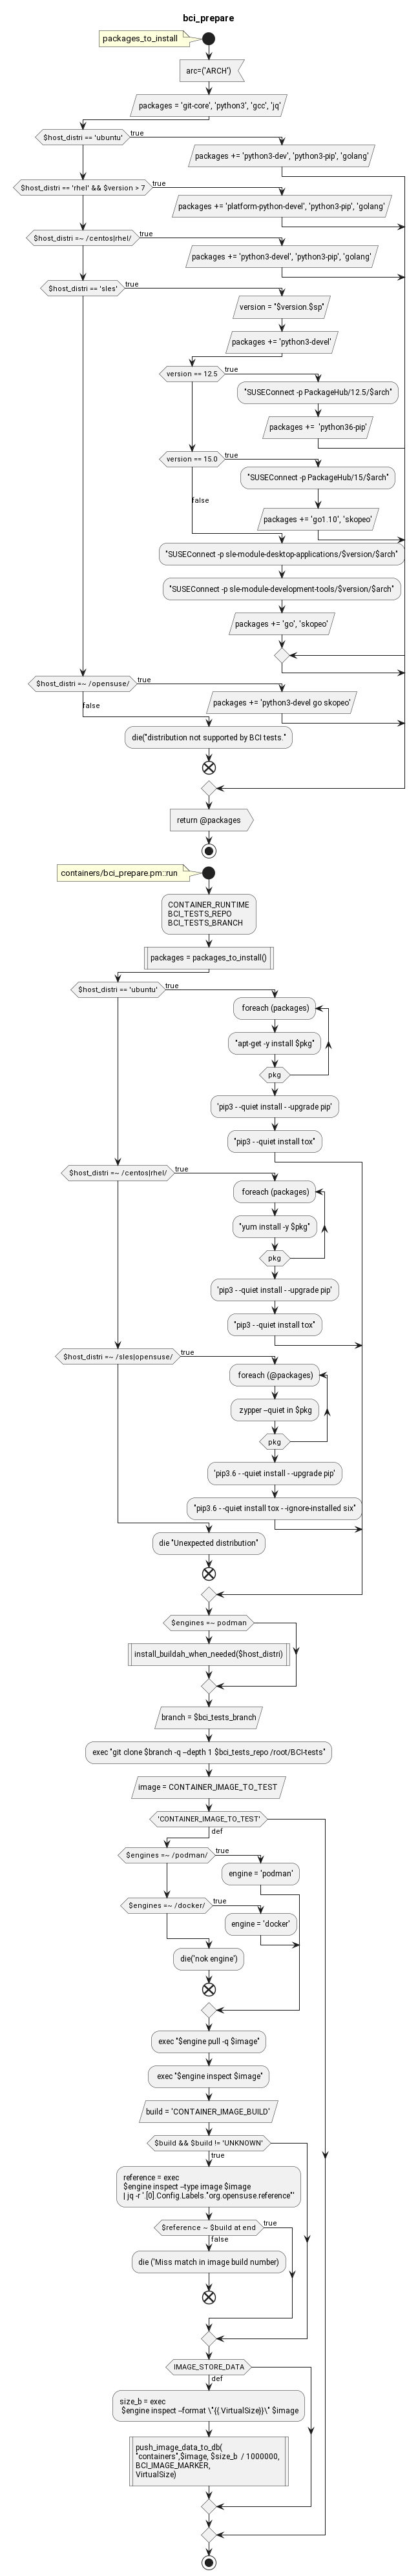 bci_prepare
packages_to_install
arc=('ARCH')
packages = 'git-core', 'python3', 'gcc', 'jq'
$host_distri == 'ubuntu'
true
packages += 'python3-dev', 'python3-pip', 'golang'
$host_distri == 'rhel' && $version > 7
true
packages += 'platform-python-devel', 'python3-pip', 'golang'
$host_distri =~ /centos|rhel/
true
packages += 'python3-devel', 'python3-pip', 'golang'
$host_distri == 'sles'
true
version = "$version.$sp"
packages += 'python3-devel'
version == 12.5
true
"SUSEConnect -p PackageHub/12.5/$arch"
packages += 'python36-pip'
version == 15.0
true
"SUSEConnect -p PackageHub/15/$arch"
packages += 'go1.10', 'skopeo'
false
"SUSEConnect -p sle-module-desktop-applications/$version/$arch"
"SUSEConnect -p sle-module-development-tools/$version/$arch"
packages += 'go', 'skopeo'
$host_distri =~ /opensuse/
true
packages += 'python3-devel go skopeo'
false
die("distribution not supported by BCI tests."
return @packages
containers/bci_prepare.pm::run
CONTAINER_RUNTIME
BCI_TESTS_REPO
BCI_TESTS_BRANCH
packages = packages_to_install()
$host_distri == 'ubuntu'
true
foreach (packages)
"apt-get -y install $pkg"
pkg
'pip3 - -quiet install - -upgrade pip'
"pip3 - -quiet install tox"
$host_distri =~ /centos|rhel/
true
foreach (packages)
"yum install -y $pkg"
pkg
'pip3 - -quiet install - -upgrade pip'
"pip3 - -quiet install tox"
$host_distri =~ /sles|opensuse/
true
foreach (@packages)
zypper --quiet in $pkg
pkg
'pip3.6 - -quiet install - -upgrade pip'
"pip3.6 - -quiet install tox - -ignore-installed six"
die "Unexpected distribution"
$engines =~ podman
install_buildah_when_needed($host_distri)
branch = $bci_tests_branch
exec "git clone $branch -q --depth 1 $bci_tests_repo /root/BCI-tests"
image = CONTAINER_IMAGE_TO_TEST
'CONTAINER_IMAGE_TO_TEST'
def
$engines =~ /podman/
true
engine = 'podman'
$engines =~ /docker/
true
engine = 'docker'
die('nok engine')
exec "$engine pull -q $image"
exec "$engine inspect $image"
build = 'CONTAINER_IMAGE_BUILD'
$build && $build != 'UNKNOWN'
true
reference = exec
$engine inspect --type image $image
| jq -r '.[0].Config.Labels."org.opensuse.reference"'
$reference ~ $build at end
true
false
die ('Miss match in image build number)
IMAGE_STORE_DATA
def
size_b = exec
$engine inspect --format \"{{.VirtualSize}}\" $image
push_image_data_to_db(
"containers",$image, $size_b / 1000000,
BCI_IMAGE_MARKER,
VirtualSize)